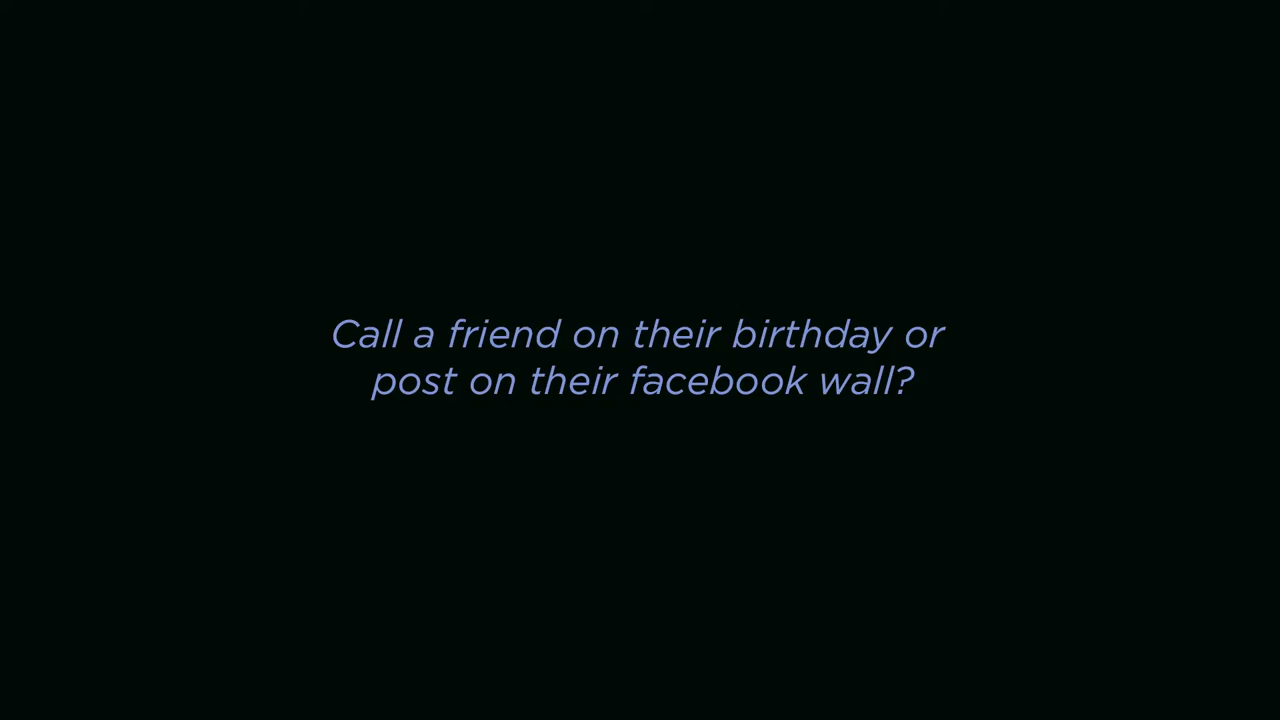 Call a friend on their birthday or
post on their facebook wall?